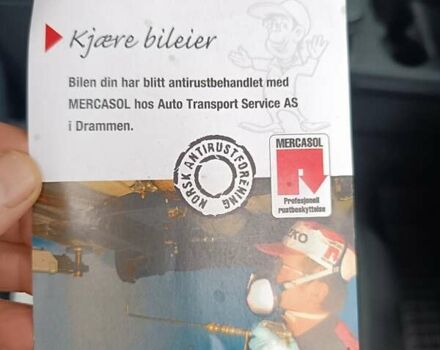 Kjære bileier
Bilen din har blitt antirustbehandlet med
MERCASOL hos Auto Transport Service AS
i Drammen.
NORSK ANTIRUSTFORENING
MERCASOL
Profesjonell
rustbeskyttelse